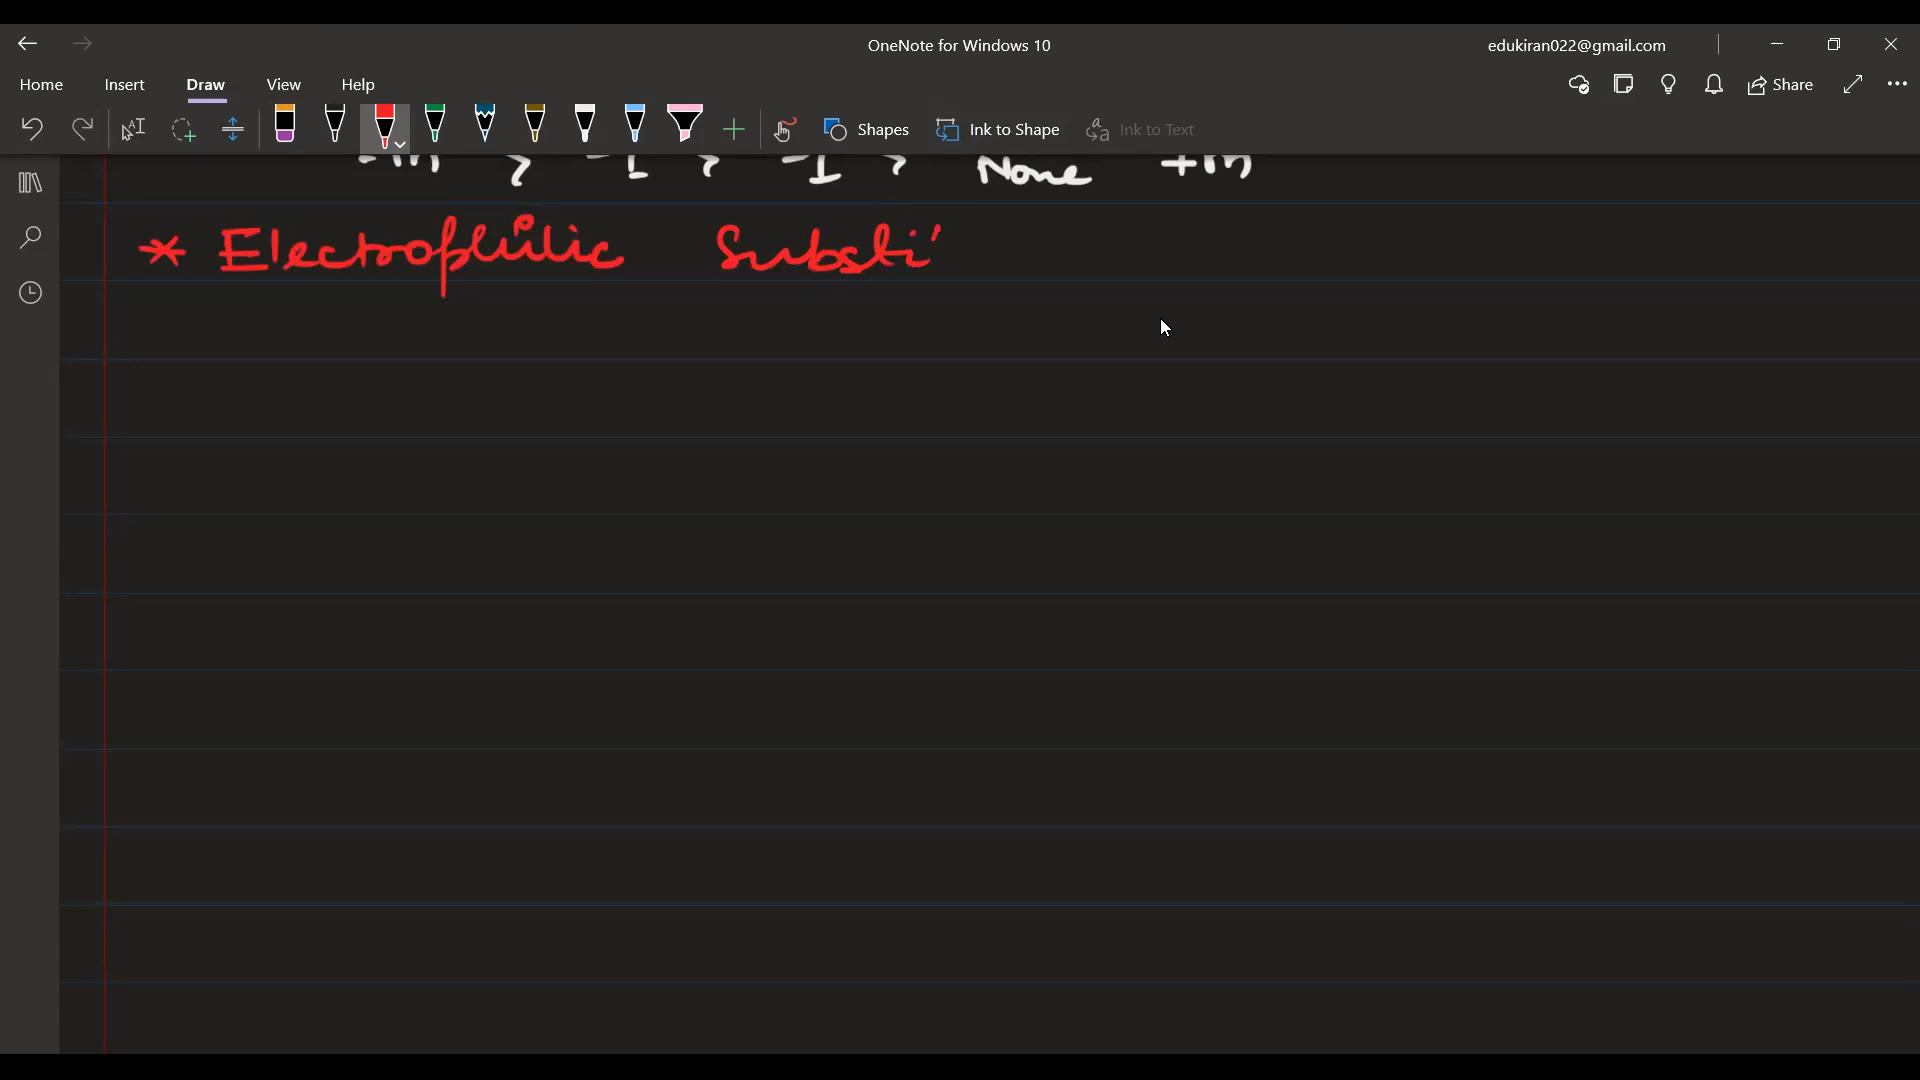 OneNote for Windows 10
edukiran022@gmail.com
Home Insert Draw View Help
Share
Shapes Ink to Shape Ink to Text
-m > -I > -I > None +m
* Electrophilic Substi'